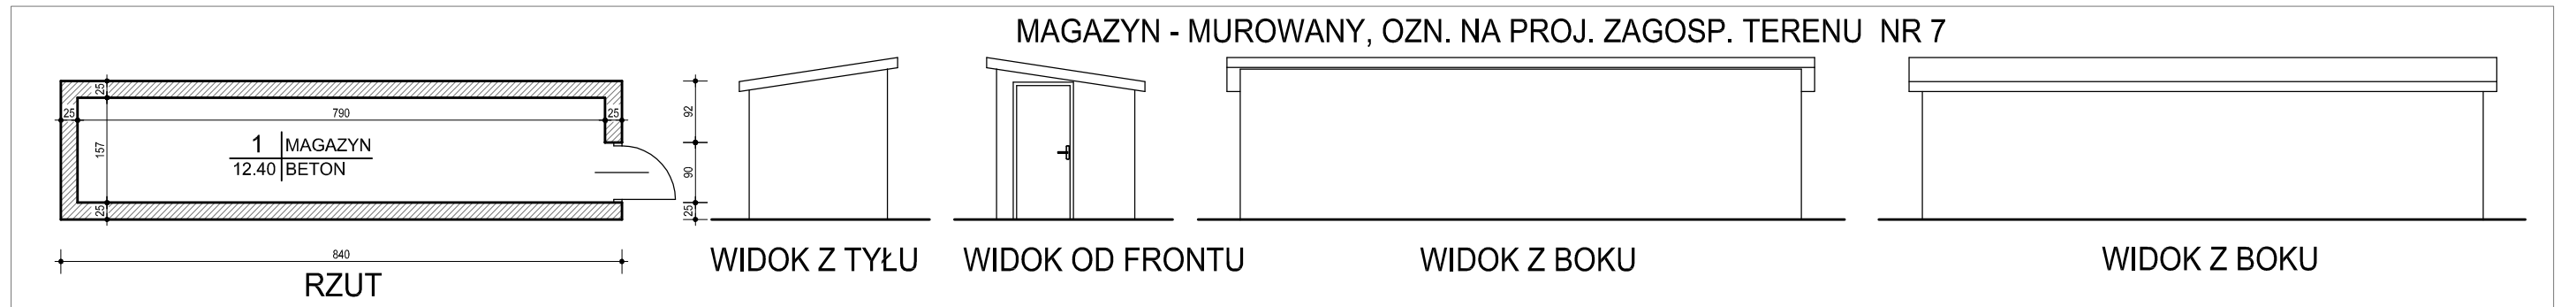 MAGAZYN - MUROWANY, OZN. NA PROJ. ZAGOSP. TERENU NR 7
25
25
790
25
92
157
1 MAGAZYN
12.40 BETON
90
25
25
840
RZUT
WIDOK Z TYŁU
WIDOK OD FRONTU
WIDOK Z BOKU
WIDOK Z BOKU